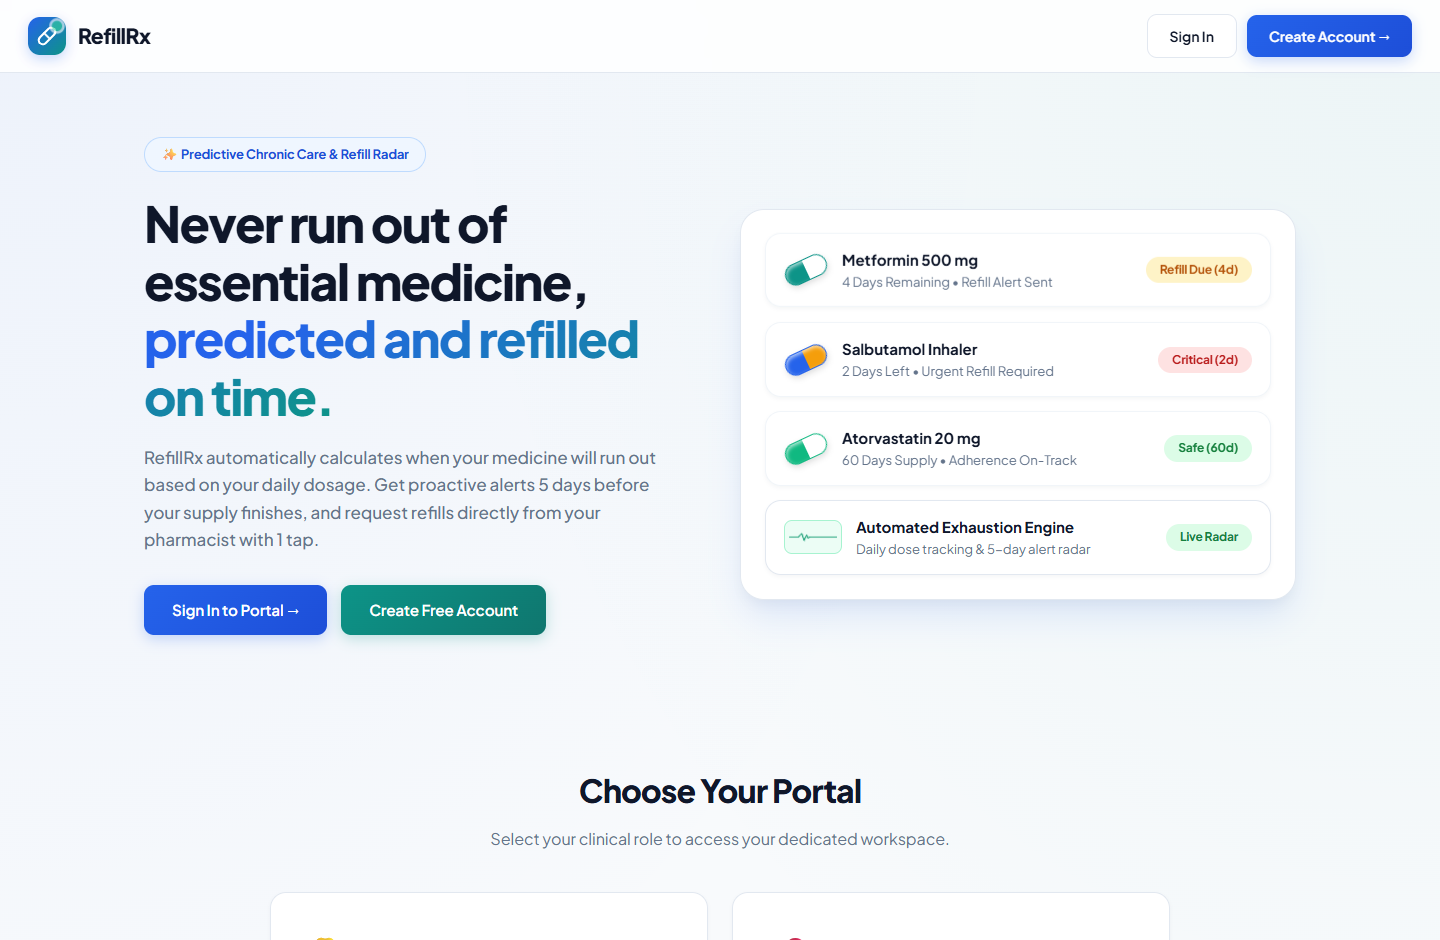 RefillRx
Sign In
Create Account →
✨ Predictive Chronic Care & Refill Radar
Never run out of
essential medicine,
predicted and refilled
on time.
RefillRx automatically calculates when your medicine will run out
based on your daily dosage. Get proactive alerts 5 days before
your supply finishes, and request refills directly from your
pharmacist with 1 tap.
Sign In to Portal →
Create Free Account
Metformin 500 mg
4 Days Remaining • Refill Alert Sent
Refill Due (4d)
Salbutamol Inhaler
2 Days Left • Urgent Refill Required
Critical (2d)
Atorvastatin 20 mg
60 Days Supply • Adherence On-Track
Safe (60d)
Automated Exhaustion Engine
Daily dose tracking & 5-day alert radar
Live Radar
Choose Your Portal
Select your clinical role to access your dedicated workspace.